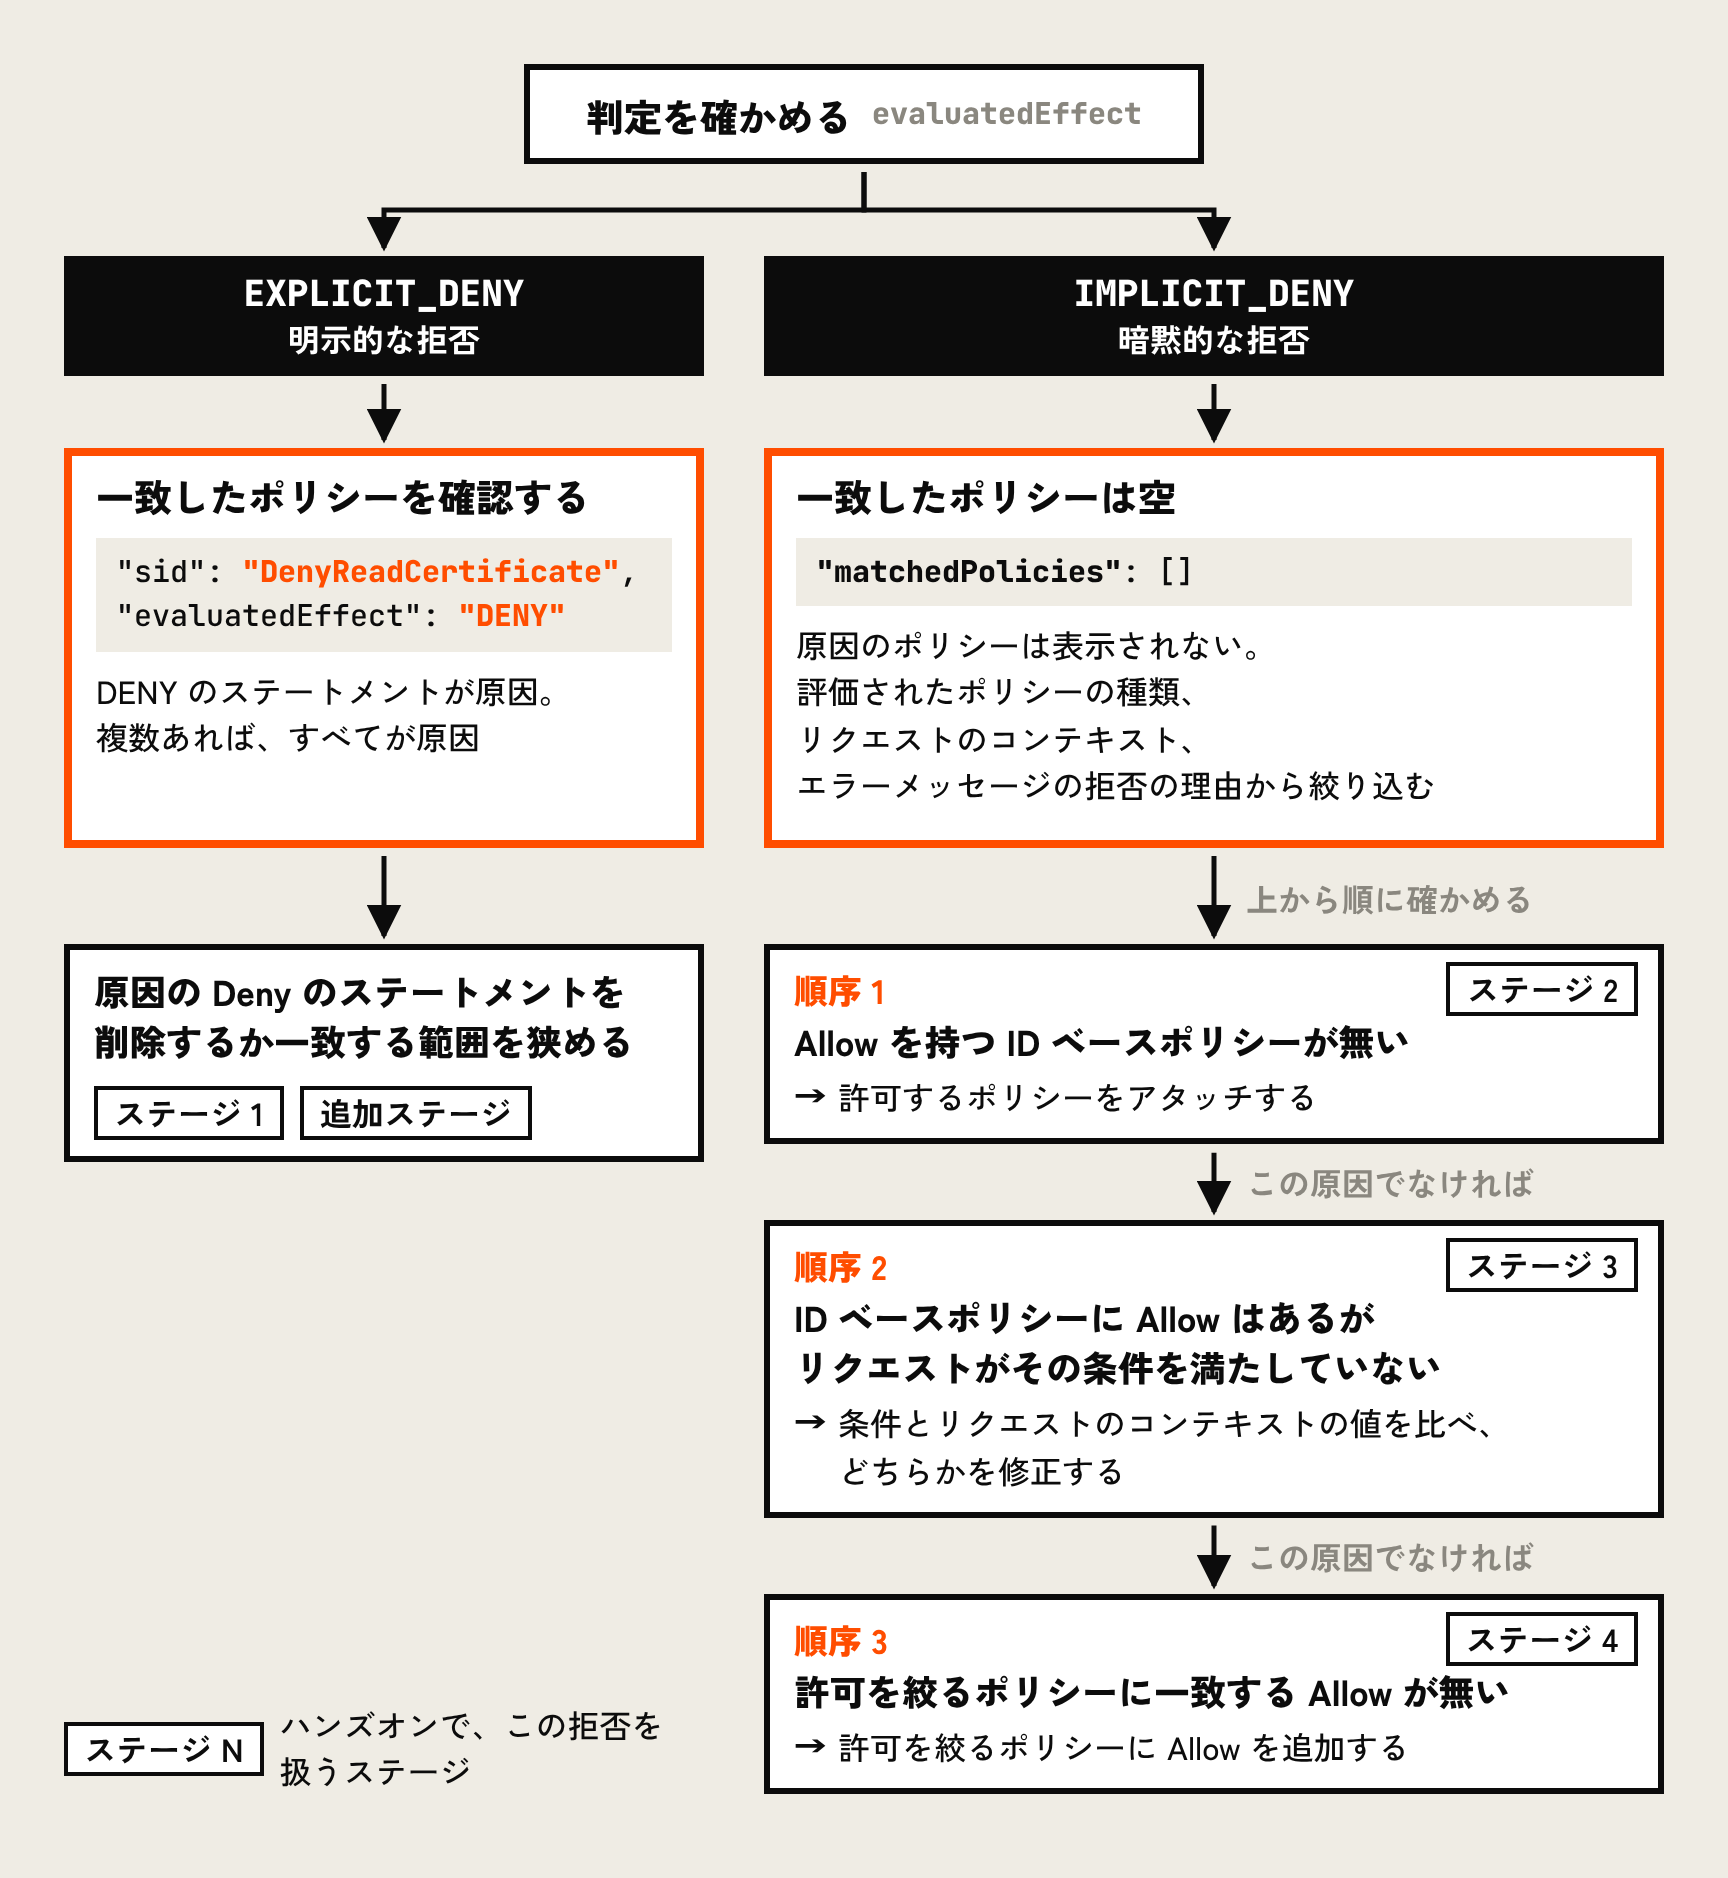 判定を確かめる evaluatedEffect
EXPLICIT_DENY
明示的な拒否
一致したポリシーを確認する
"sid": "DenyReadCertificate",
"evaluatedEffect": "DENY"
DENY のステートメントが原因。
複数あれば、すべてが原因
原因の Deny のステートメントを
削除するか一致する範囲を狭める
ステージ 1
追加ステージ
IMPLICIT_DENY
暗黙的な拒否
一致したポリシーは空
"matchedPolicies": []
原因のポリシーは表示されない。
評価されたポリシーの種類、
リクエストのコンテキスト、
エラーメッセージの拒否の理由から絞り込む
上から順に確かめる
順序 1
ステージ 2
Allow を持つ ID ベースポリシーが無い
→ 許可するポリシーをアタッチする
この原因でなければ
順序 2
ステージ 3
ID ベースポリシーに Allow はあるが
リクエストがその条件を満たしていない
→ 条件とリクエストのコンテキストの値を比べ、
どちらかを修正する
この原因でなければ
順序 3
ステージ 4
許可を絞るポリシーに一致する Allow が無い
→ 許可を絞るポリシーに Allow を追加する
ステージ N
ハンズオンで、この拒否を
扱うステージ